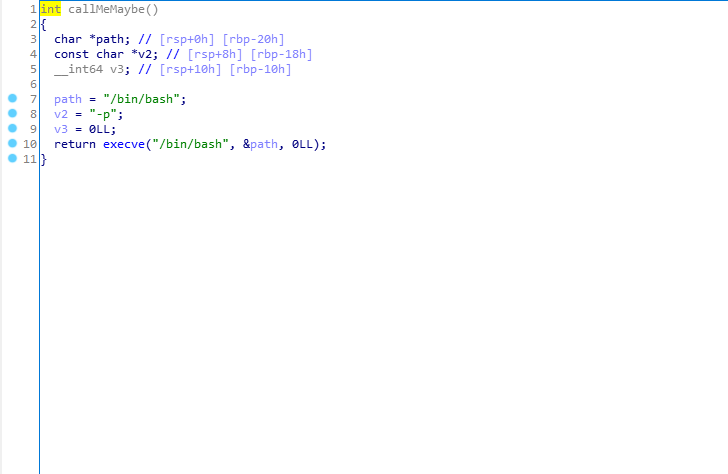 1 int callMeMaybe()
2 {
3 char *path; // [rsp+0h] [rbp-20h]
4 const char *v2; // [rsp+8h] [rbp-18h]
5 __int64 v3; // [rsp+10h] [rbp-10h]
6
7 path = "/bin/bash";
8 v2 = "-p";
9 v3 = 0LL;
10 return execve("/bin/bash", &path, 0LL);
11 }